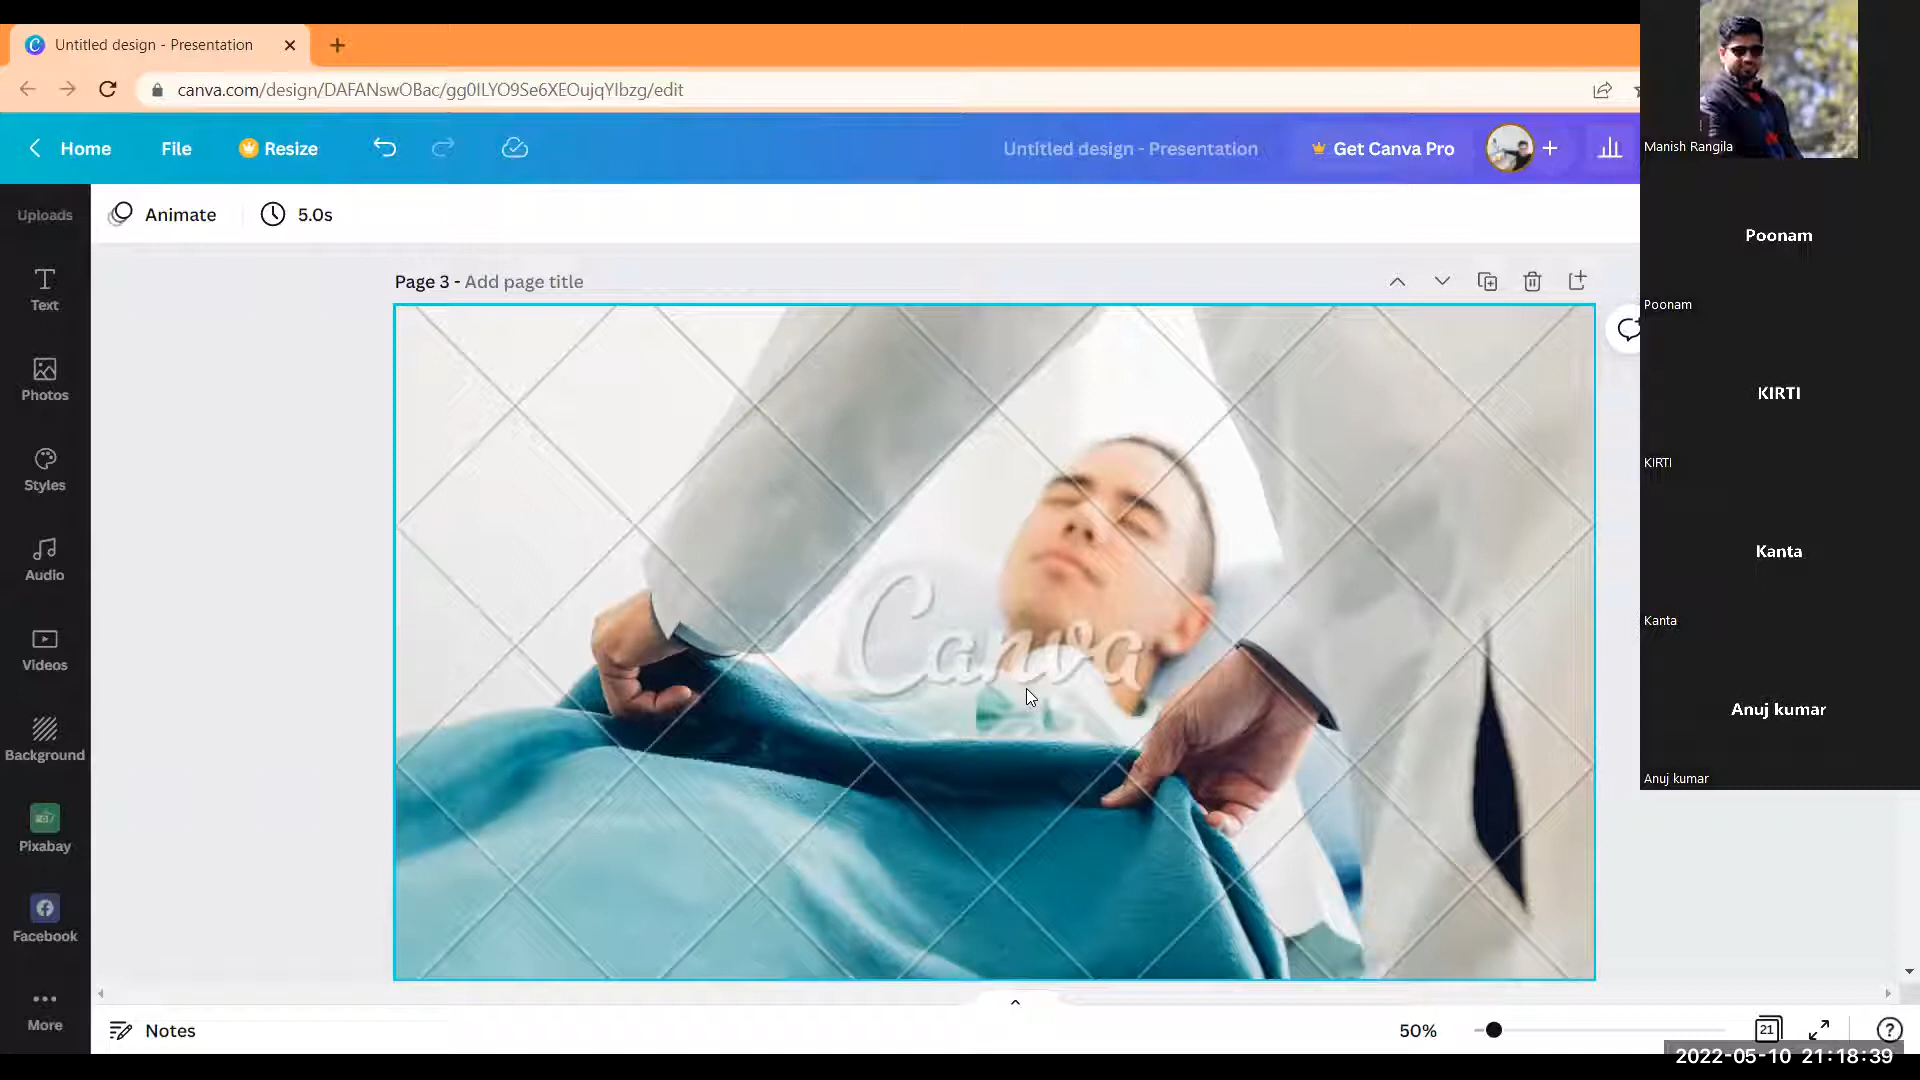 Untitled design - Presentation
canva.com/design/DAFANswOBac/gg0ILYO9Se6XEOujqYlbzg/edit
Home
File
Resize
Untitled design - Presentation
Get Canva Pro
Manish Rangila
Uploads
Animate
5.0s
Poonam
Text
Page 3 - Add page title
Poonam
Photos
KIRTI
KIRTI
Styles
Kanta
Audio
Kanta
Canva
Videos
Anuj kumar
Background
Anuj kumar
Pixabay
Facebook
More
Notes
50%
21
2022-05-10 21:18:39